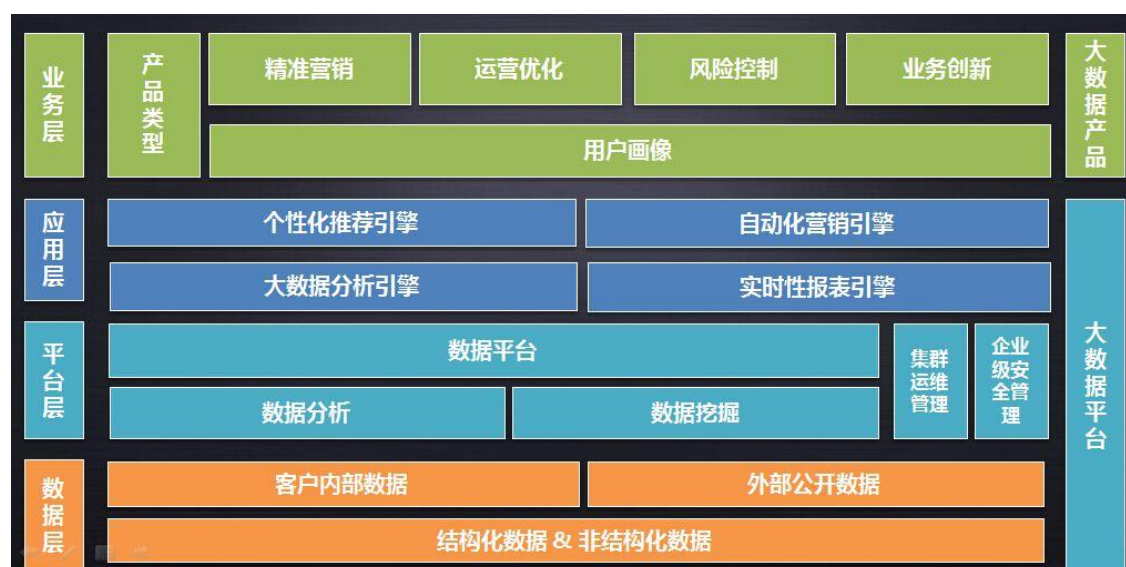 业务层
产品类型
精准营销
运营优化
风险控制
业务创新
用户画像
大数据产品
应用层
个性化推荐引擎
自动化营销引擎
大数据分析引擎
实时性报表引擎
平台层
数据平台
数据分析
数据挖掘
集群
运维
管理
企业
级安
全管
理
大数据平台
数据层
客户内部数据
外部公开数据
结构化数据 & 非结构化数据